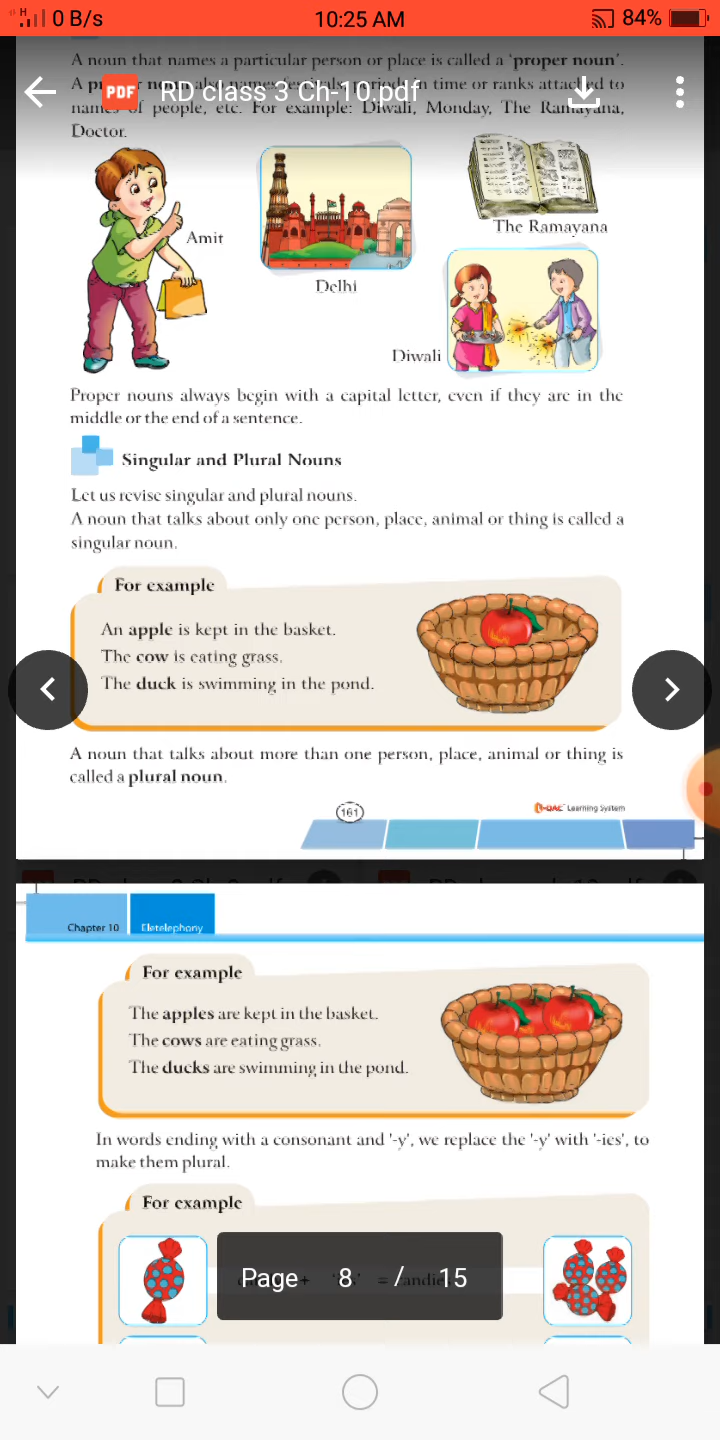 H
0 B/s
10:25 AM
84%
A noun that names a particular person or place is called a 'proper noun'.
PDF
RD class 3 Ch-10.pdf
names of people, etc. For example: Diwali, Monday, The Ramayana,
Doctor.
Amit
Delhi
The Ramayana
Diwali
Proper nouns always begin with a capital letter, even if they are in the
middle or the end of a sentence.
Singular and Plural Nouns
Let us revise singular and plural nouns.
A noun that talks about only one person, place, animal or thing is called a
singular noun.
For example
An apple is kept in the basket.
The cow is eating grass.
The duck is swimming in the pond.
A noun that talks about more than one person, place, animal or thing is
called a plural noun.
161
Learning System
Chapter 10
Eletelephony
For example
The apples are kept in the basket.
The cows are eating grass.
The ducks are swimming in the pond.
In words ending with a consonant and '-y', we replace the '-y' with '-ies', to
make them plural.
For example
Page 8 / 15